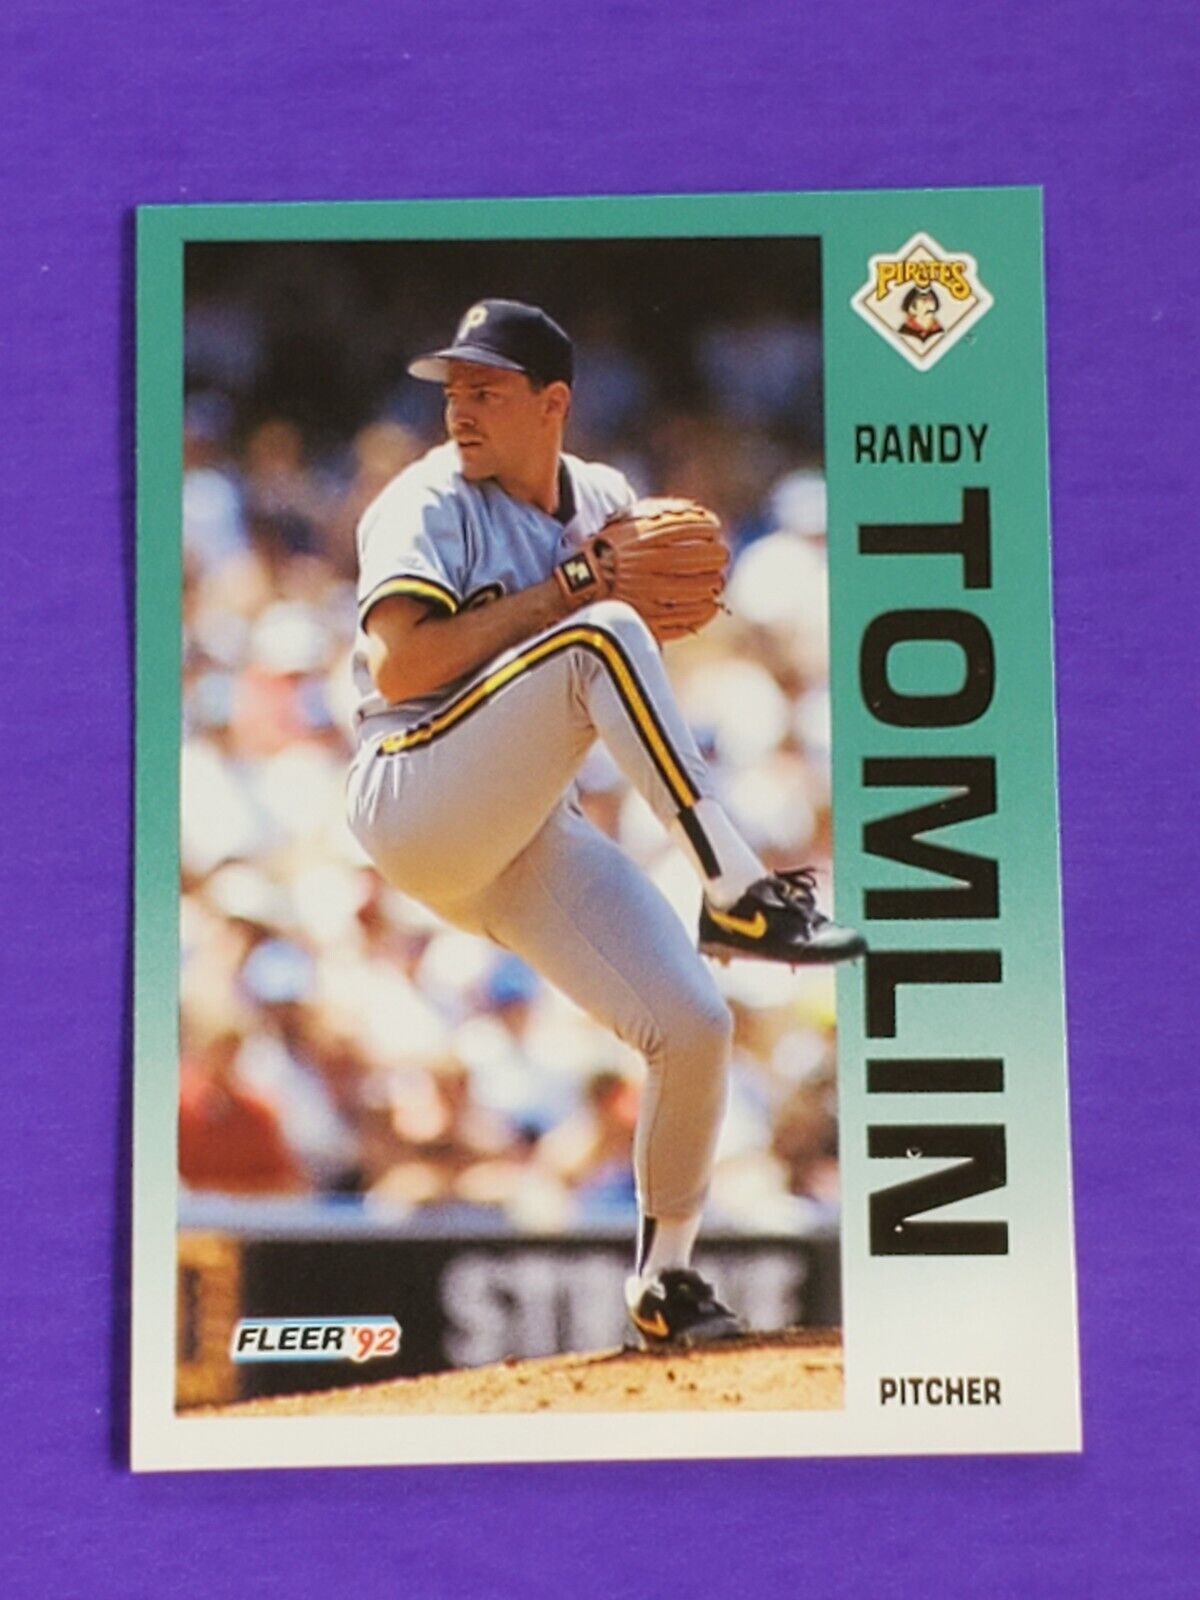 PIRATES
RANDY
TOMLIN
P
FLEER '92
PITCHER